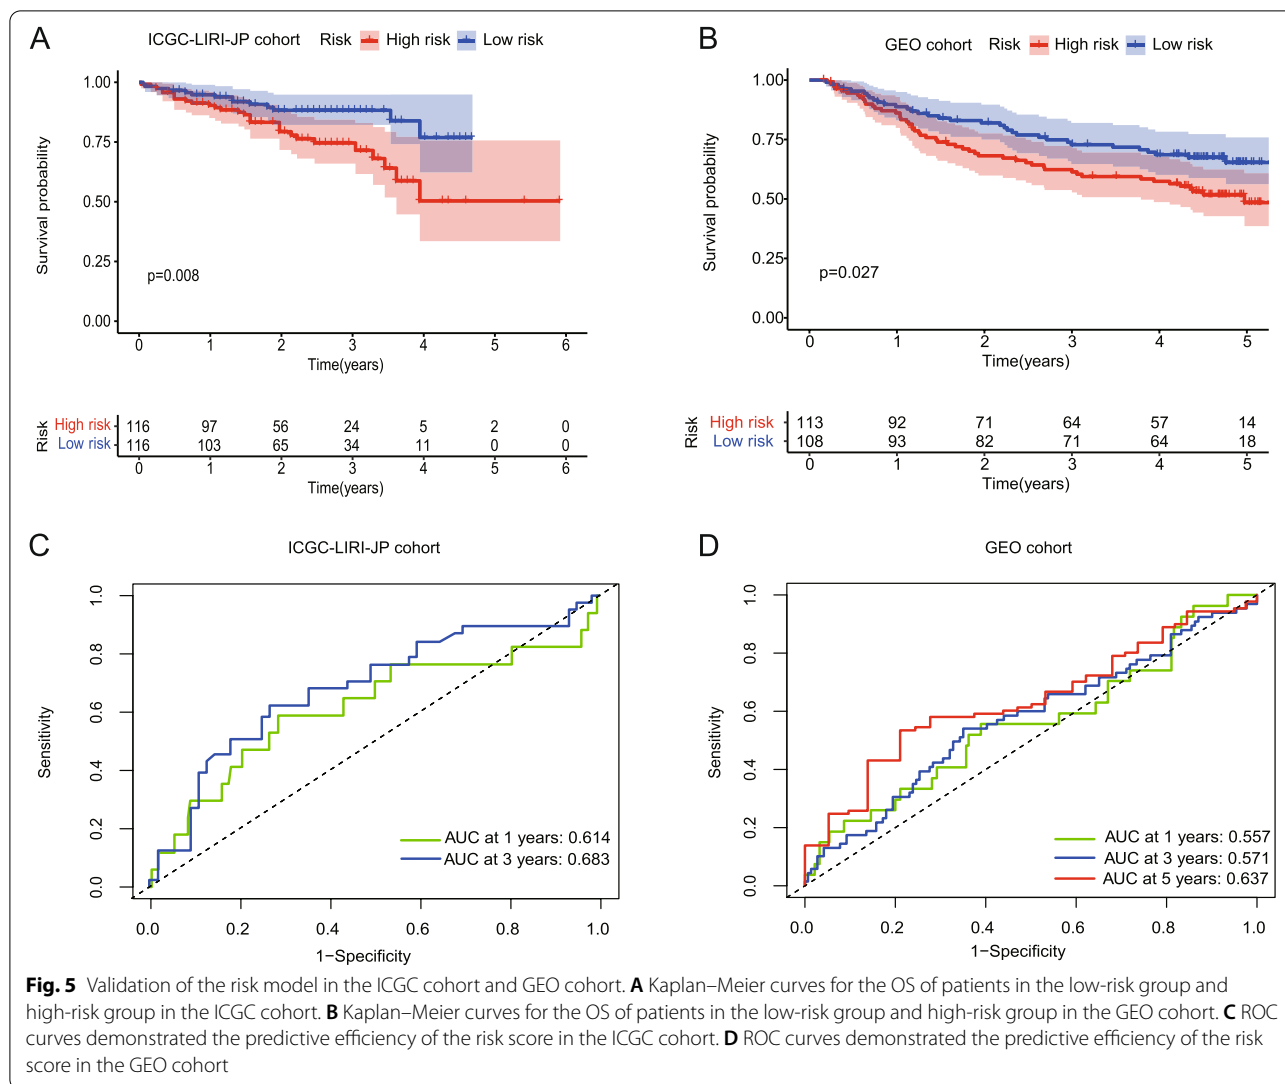 A
ICGC-LIRI-JP cohort Risk High risk Low risk
Survival probability
1.00
0.75
0.50
0.25
0.00
p=0.008
0 1 2 3 4 5 6
Time(years)
Risk
High risk 116 97 56 24 5 2 0
Low risk 116 103 65 34 11 0 0
0 1 2 3 4 5 6
Time(years)
B
GEO cohort Risk High risk Low risk
Survival probability
1.00
0.75
0.50
0.25
0.00
p=0.027
0 1 2 3 4 5
Time(years)
Risk
High risk 113 92 71 64 57 14
Low risk 108 93 82 71 64 18
0 1 2 3 4 5
Time(years)
C
ICGC-LIRI-JP cohort
Sensitivity
1.0
0.8
0.6
0.4
0.2
0.0
AUC at 1 years: 0.614
AUC at 3 years: 0.683
0.0 0.2 0.4 0.6 0.8 1.0
1−Specificity
D
GEO cohort
Sensitivity
1.0
0.8
0.6
0.4
0.2
0.0
AUC at 1 years: 0.557
AUC at 3 years: 0.571
AUC at 5 years: 0.637
0.0 0.2 0.4 0.6 0.8 1.0
1−Specificity
Fig. 5 Validation of the risk model in the ICGC cohort and GEO cohort. A Kaplan–Meier curves for the OS of patients in the low-risk group and
high-risk group in the ICGC cohort. B Kaplan–Meier curves for the OS of patients in the low-risk group and high-risk group in the GEO cohort. C ROC
curves demonstrated the predictive efficiency of the risk score in the ICGC cohort. D ROC curves demonstrated the predictive efficiency of the risk
score in the GEO cohort